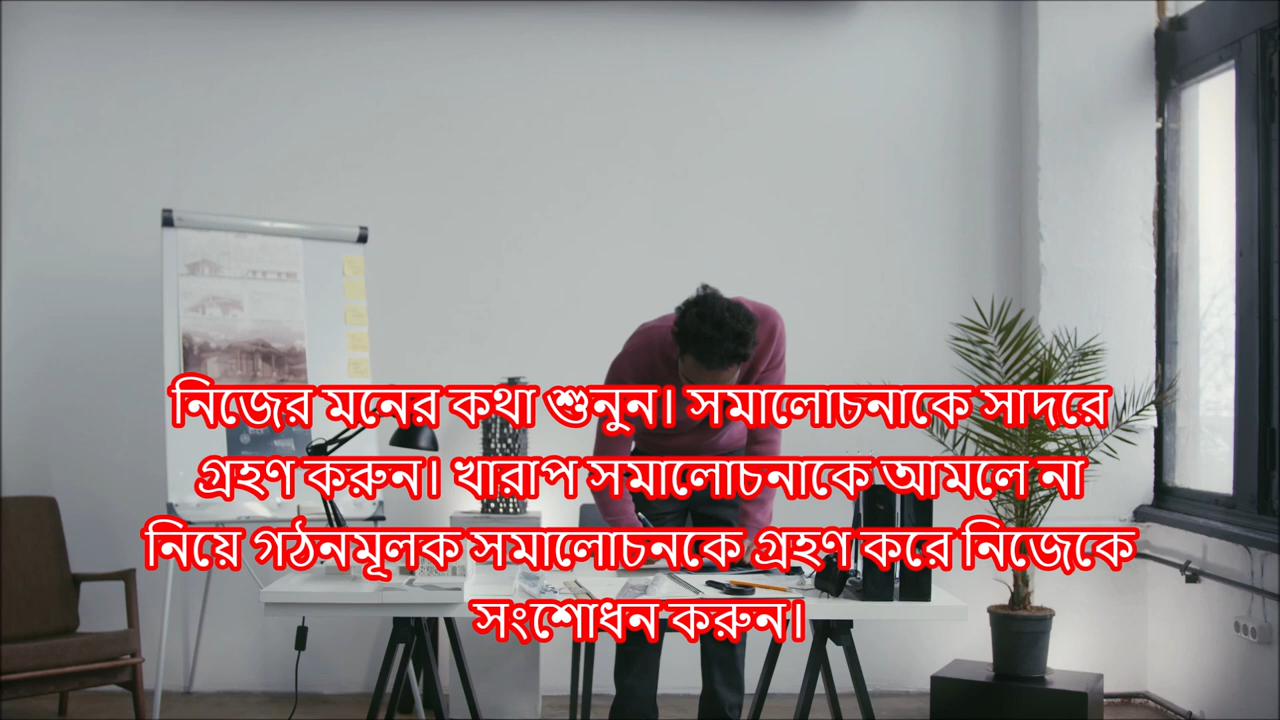 নিজের মনের কথা শুনুন। সমালোচনাকে সাদরে
গ্রহণ করুন। খারাপ সমালোচনাকে আমলে না
নিয়ে গঠনমূলক সমালোচনকে গ্রহণ করে নিজেকে
সংশোধন করুন।